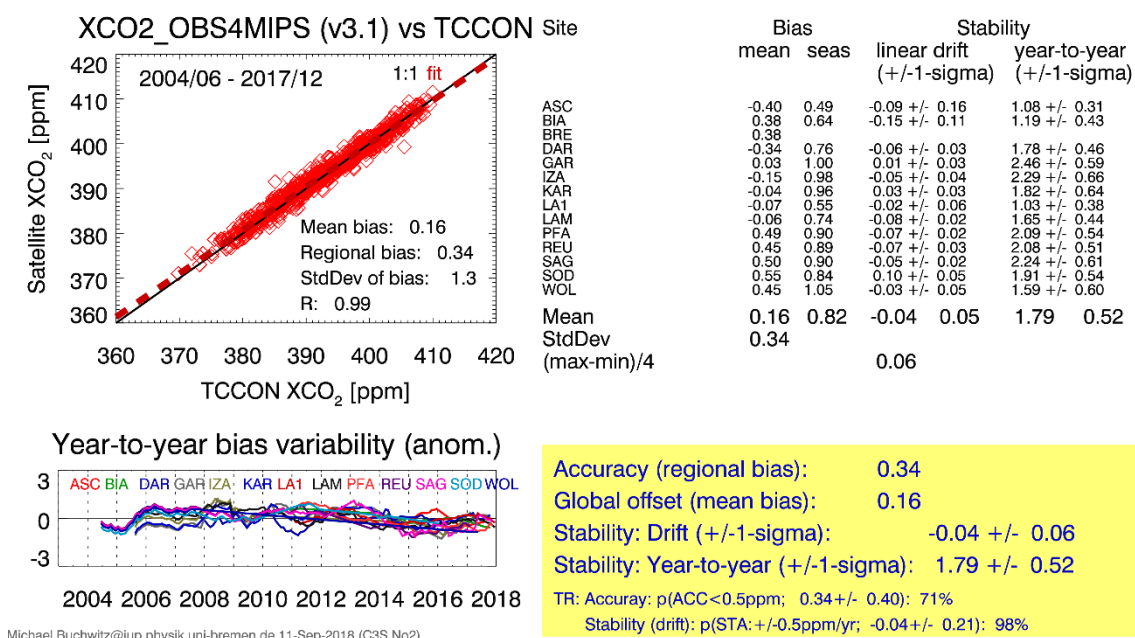 XCO2_OBS4MIPS (v3.1) vs TCCON
2004/06 - 2017/12
1:1 fit
420
410
400
390
380
370
360
Satellite XCO2 [ppm]
Mean bias: 0.16
Regional bias: 0.34
StdDev of bias: 1.3
R: 0.99
360 370 380 390 400 410 420
TCCON XCO2 [ppm]
Site Bias Stability
mean seas linear drift year-to-year
(+/-1-sigma) (+/-1-sigma)
ASC -0.40 0.49 -0.09 +/- 0.16 1.08 +/- 0.31
BIA 0.38 0.64 -0.15 +/- 0.11 1.19 +/- 0.43
BRE 0.38
DAR -0.34 0.76 -0.06 +/- 0.03 1.78 +/- 0.46
GAR 0.03 1.00 0.01 +/- 0.03 2.46 +/- 0.59
IZA -0.15 0.98 -0.05 +/- 0.04 2.29 +/- 0.66
KAR -0.04 0.96 0.03 +/- 0.03 1.82 +/- 0.64
LA1 -0.07 0.55 -0.02 +/- 0.06 1.03 +/- 0.38
LAM -0.06 0.74 -0.08 +/- 0.02 1.65 +/- 0.44
PFA 0.49 0.90 -0.07 +/- 0.02 2.09 +/- 0.54
REU 0.45 0.89 -0.07 +/- 0.03 2.08 +/- 0.51
SAG 0.50 0.90 -0.05 +/- 0.02 2.24 +/- 0.61
SOD 0.55 0.84 0.10 +/- 0.05 1.91 +/- 0.54
WOL 0.45 1.05 -0.03 +/- 0.05 1.59 +/- 0.60
Mean 0.16 0.82 -0.04 0.05 1.79 0.52
StdDev 0.34
(max-min)/4 0.06
Year-to-year bias variability (anom.)
3
0
-3
ASC BIA DAR GAR IZA KAR LA1 LAM PFA REU SAG SOD WOL
2004 2006 2008 2010 2012 2014 2016 2018
Accuracy (regional bias): 0.34
Global offset (mean bias): 0.16
Stability: Drift (+/-1-sigma): -0.04 +/- 0.06
Stability: Year-to-year (+/-1-sigma): 1.79 +/- 0.52
TR: Accuray: p(ACC<0.5ppm; 0.34+/- 0.40): 71%
Stability (drift): p(STA:+/-0.5ppm/yr; -0.04+/- 0.21): 98%
Michael.Buchwitz@iup.physik.uni-bremen.de 11-Sep-2018 (C3S No2)